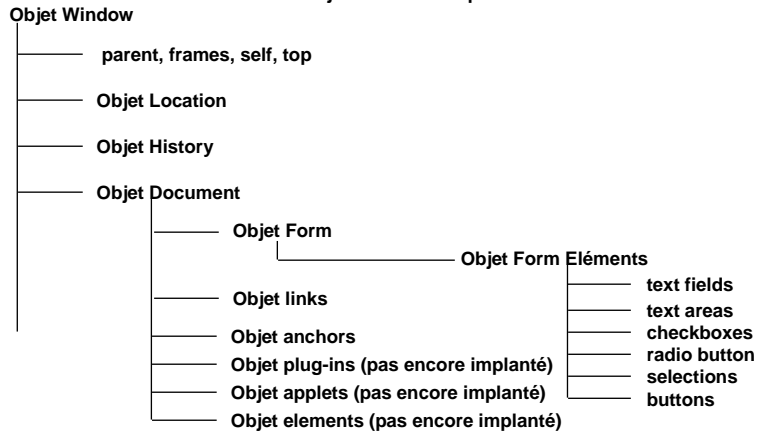 Objet Window
parent, frames, self, top
Objet Location
Objet History
Objet Document
Objet Form
Objet Form Eléments
text fields
text areas
checkboxes
radio button
selections
buttons
Objet links
Objet anchors
Objet plug-ins (pas encore implanté)
Objet applets (pas encore implanté)
Objet elements (pas encore implanté)